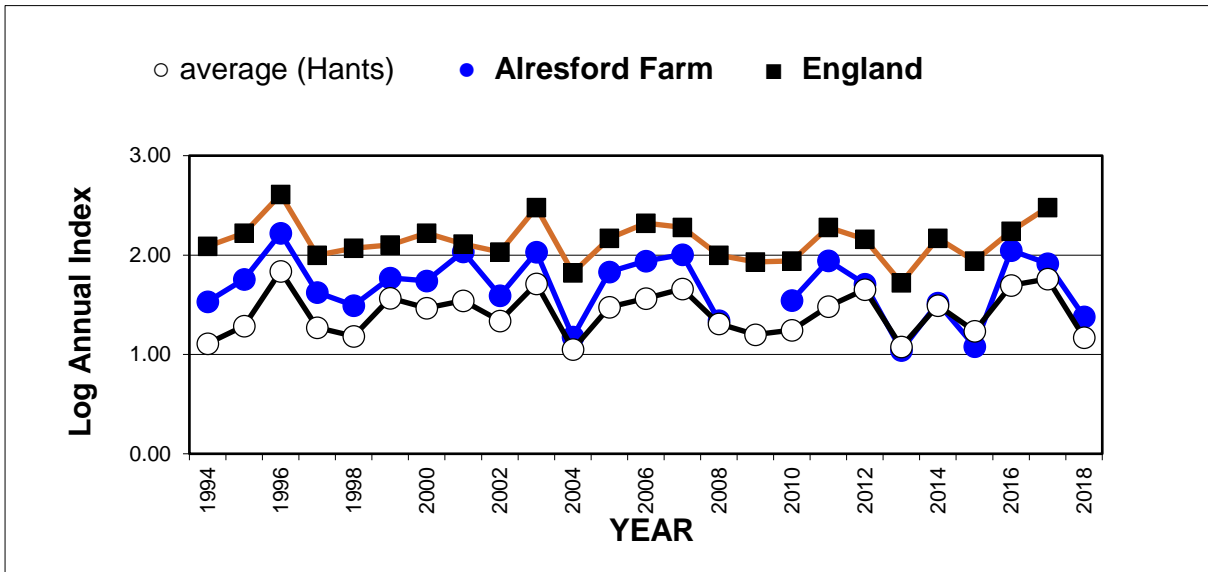 average (Hants) Alresford Farm England
3.00
2.00
1.00
0.00
Log Annual Index
1994 1996 1998 2000 2002 2004 2006 2008 2010 2012 2014 2016 2018
YEAR